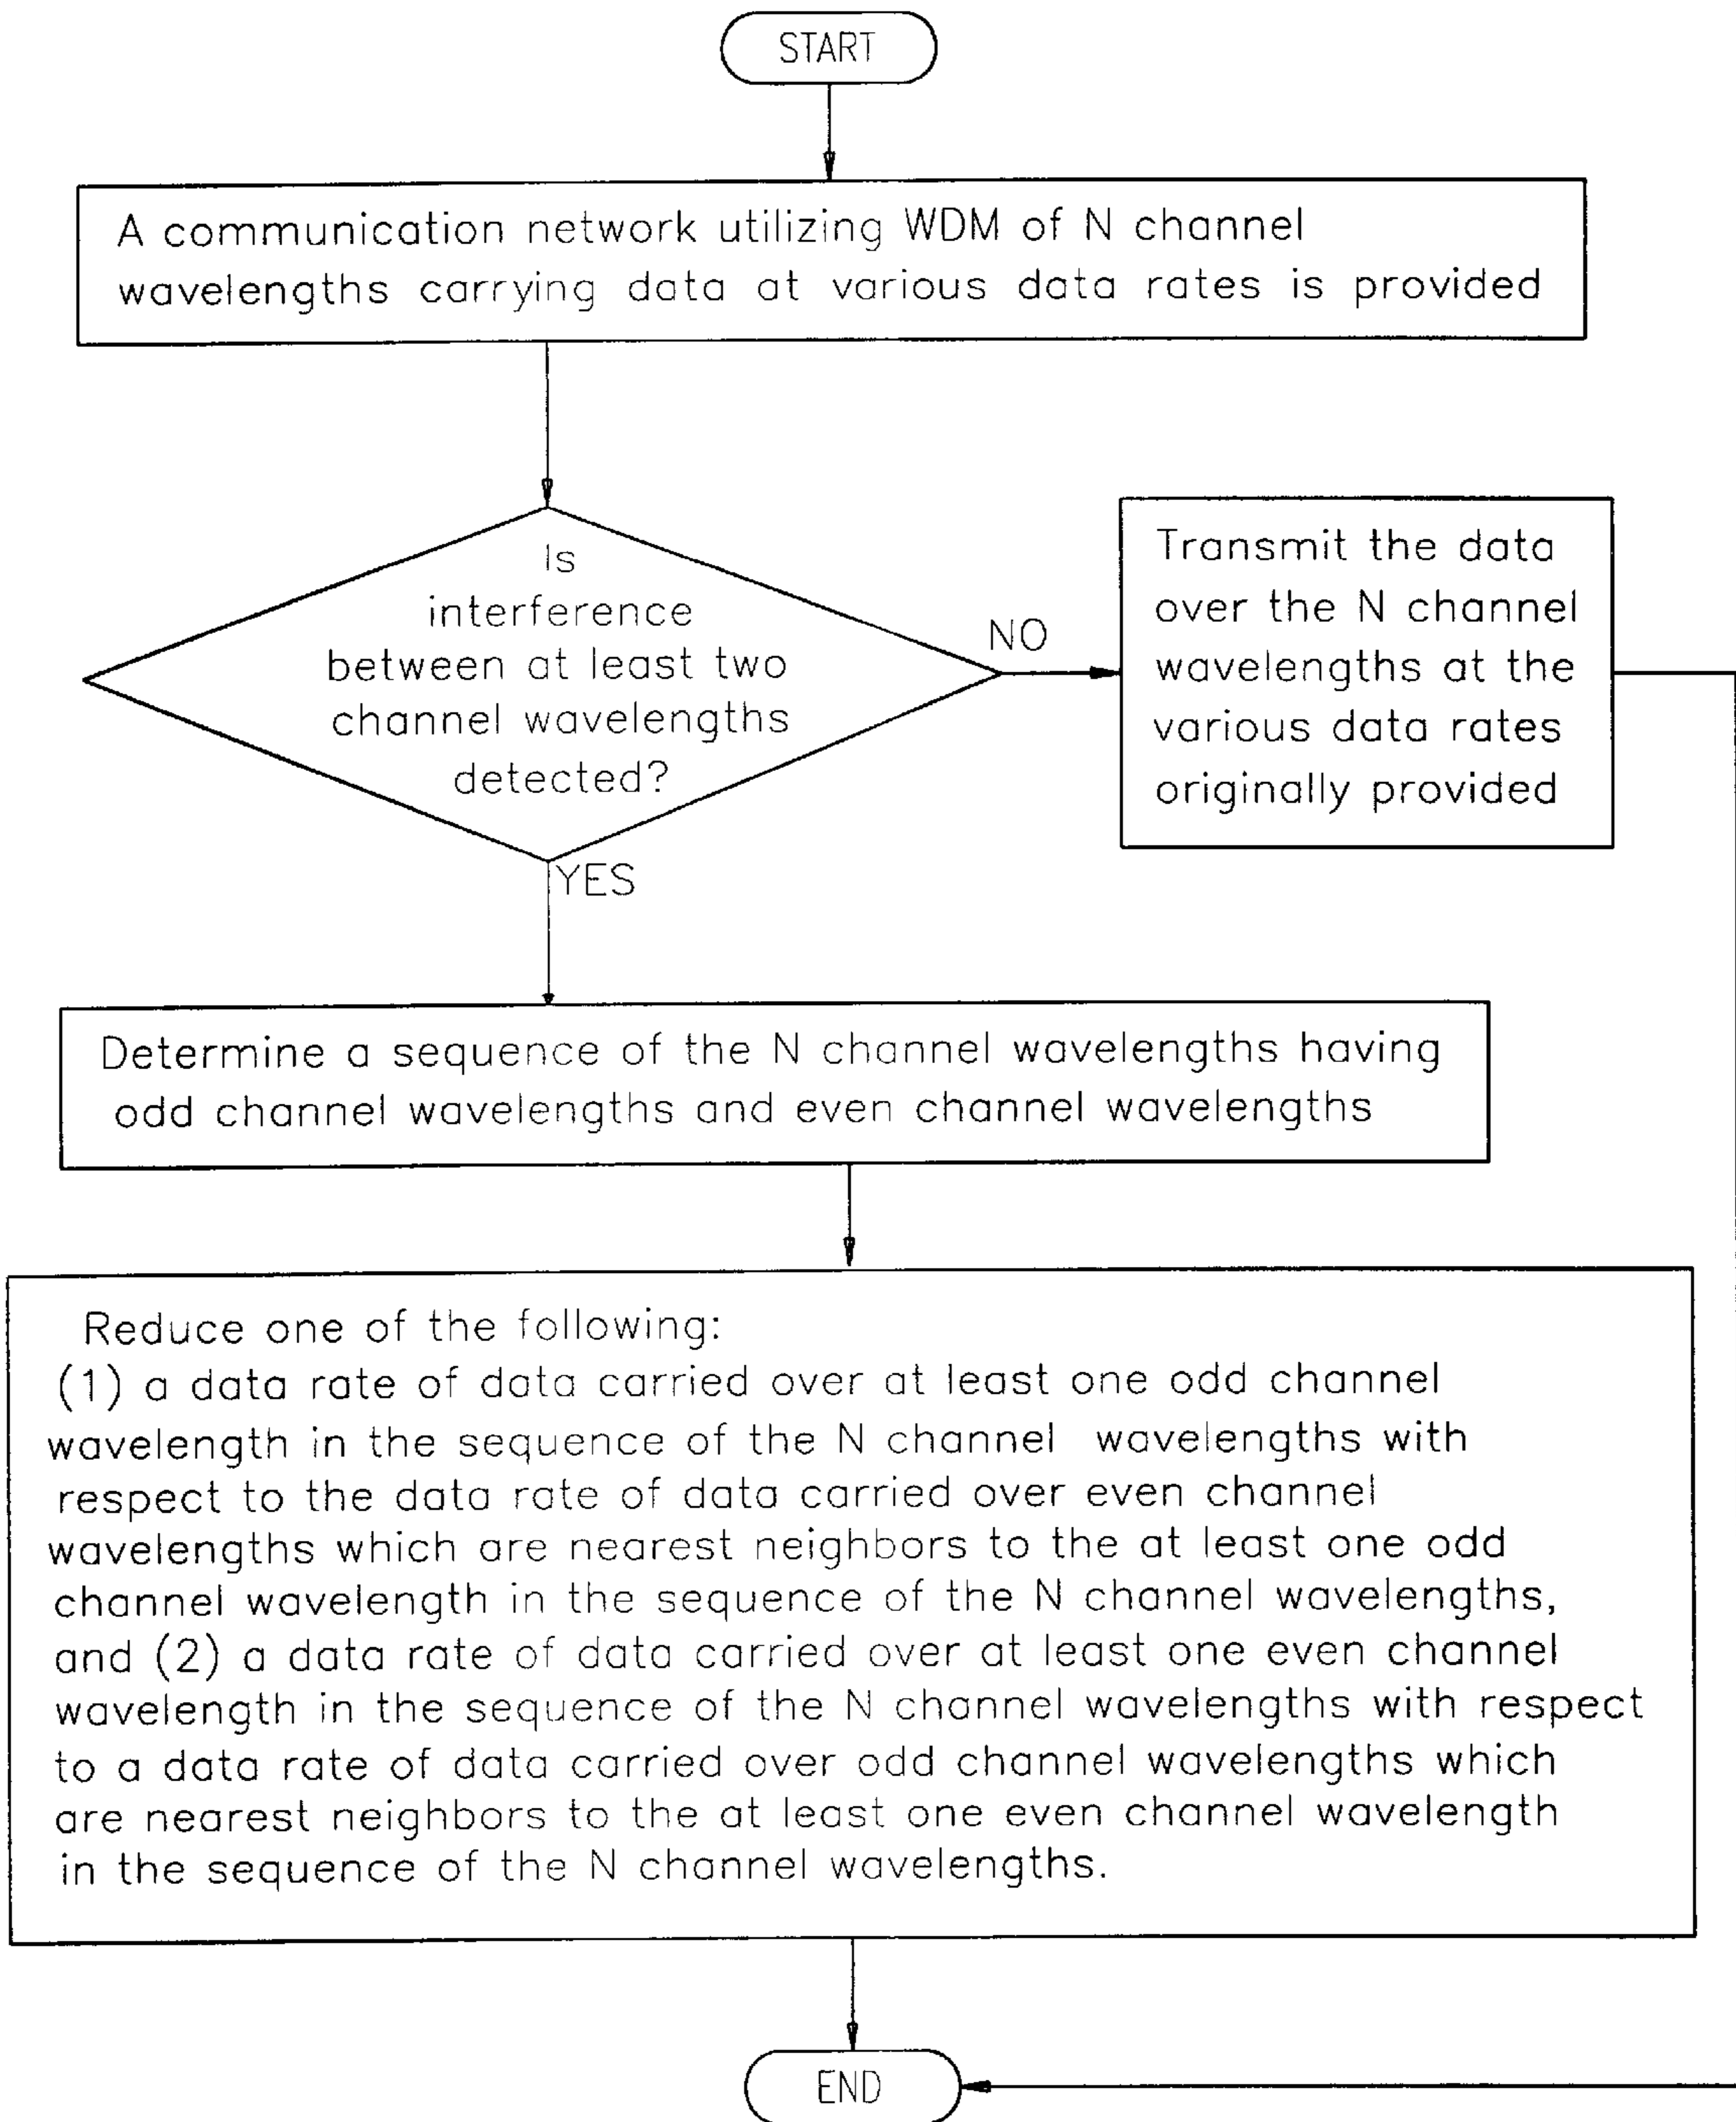 START
A communication network utilizing WDM of N channel
wavelengths carrying data at various data rates is provided
Is
interference
between at least two
channel wavelengths
detected?
NO
Transmit the data
over the N channel
wavelengths at the
various data rates
originally provided
YES
Determine a sequence of the N channel wavelengths having
odd channel wavelengths and even channel wavelengths
Reduce one of the following:
(1) a data rate of data carried over at least one odd channel
wavelength in the sequence of the N channel wavelengths with
respect to the data rate of data carried over even channel
wavelengths which are nearest neighbors to the at least one odd
channel wavelength in the sequence of the N channel wavelengths,
and (2) a data rate of data carried over at least one even channel
wavelength in the sequence of the N channel wavelengths with respect
to a data rate of data carried over odd channel wavelengths which
are nearest neighbors to the at least one even channel wavelength
in the sequence of the N channel wavelengths.
END